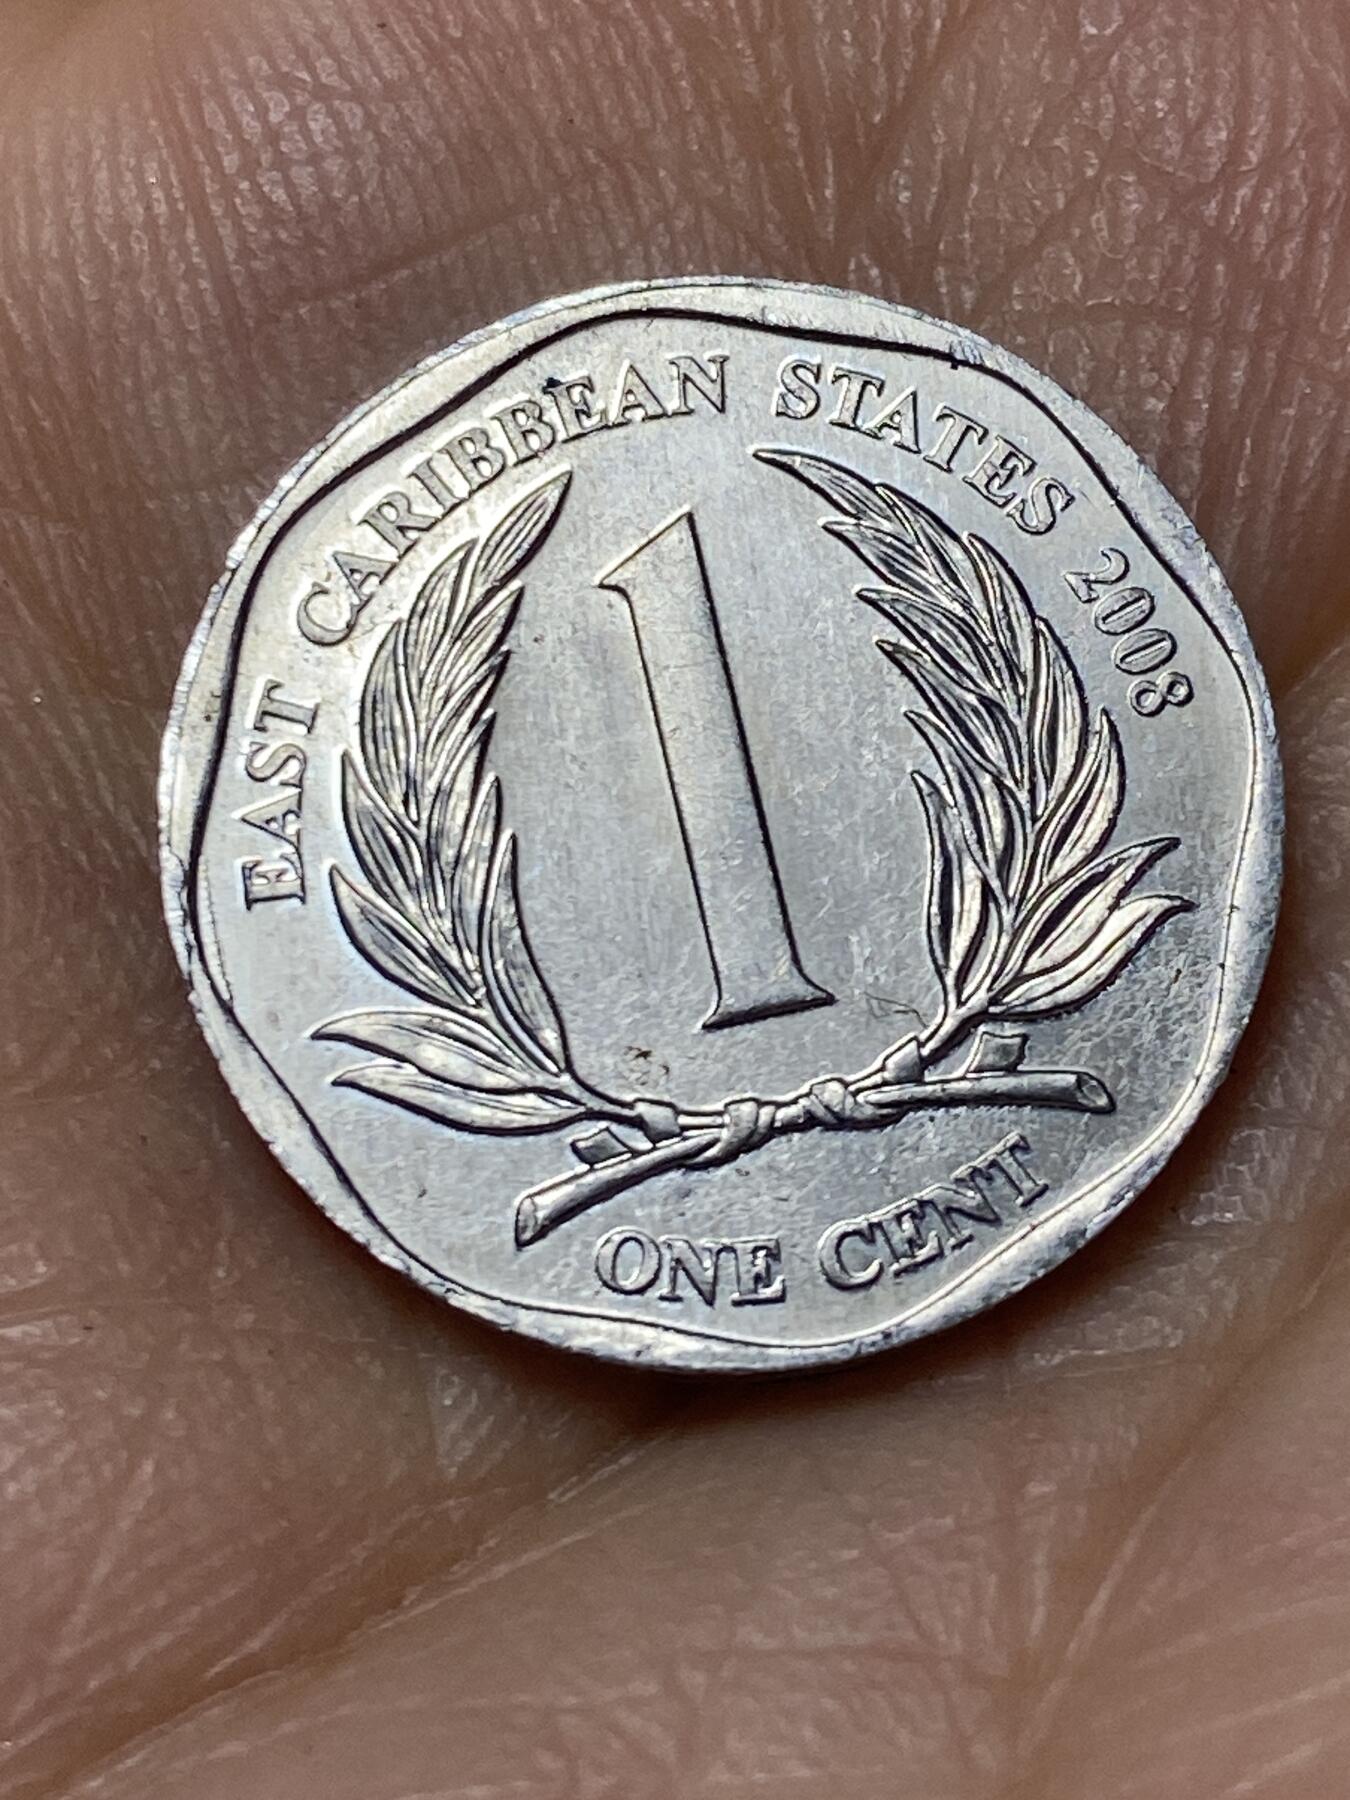 EAST CARIBBEAN STATES 2008
1
ONE CENT